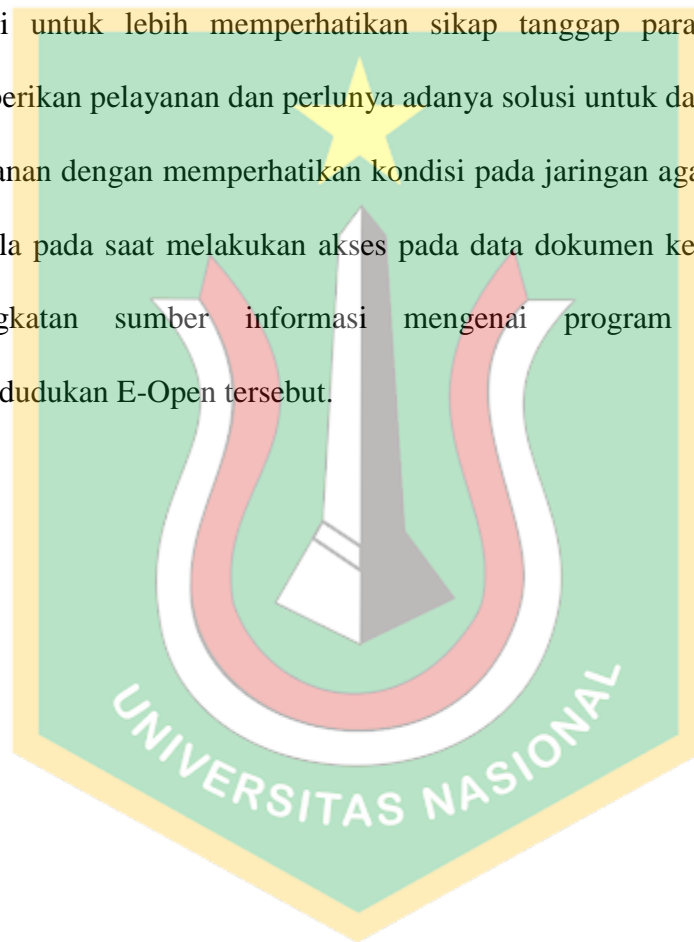 i untuk lebih memperhatikan sikap tanggap para
erikan pelayanan dan perlunya adanya solusi untuk da
anan dengan memperhatikan kondisi pada jaringan aga
la pada saat melakukan akses pada data dokumen ke
gkatan sumber informasi mengenai program
dudukan E-Open tersebut.
UNIVERSITAS NASIONAL